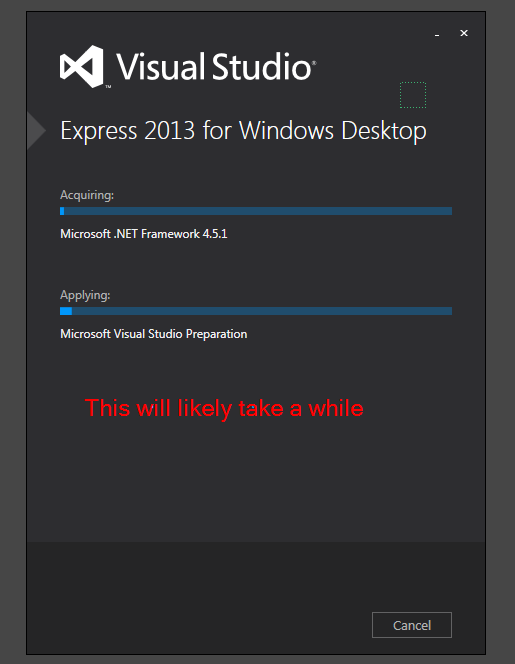 Visual Studio®
™
Express 2013 for Windows Desktop
Acquiring:
Microsoft .NET Framework 4.5.1
Applying:
Microsoft Visual Studio Preparation
This will likely take a while
Cancel